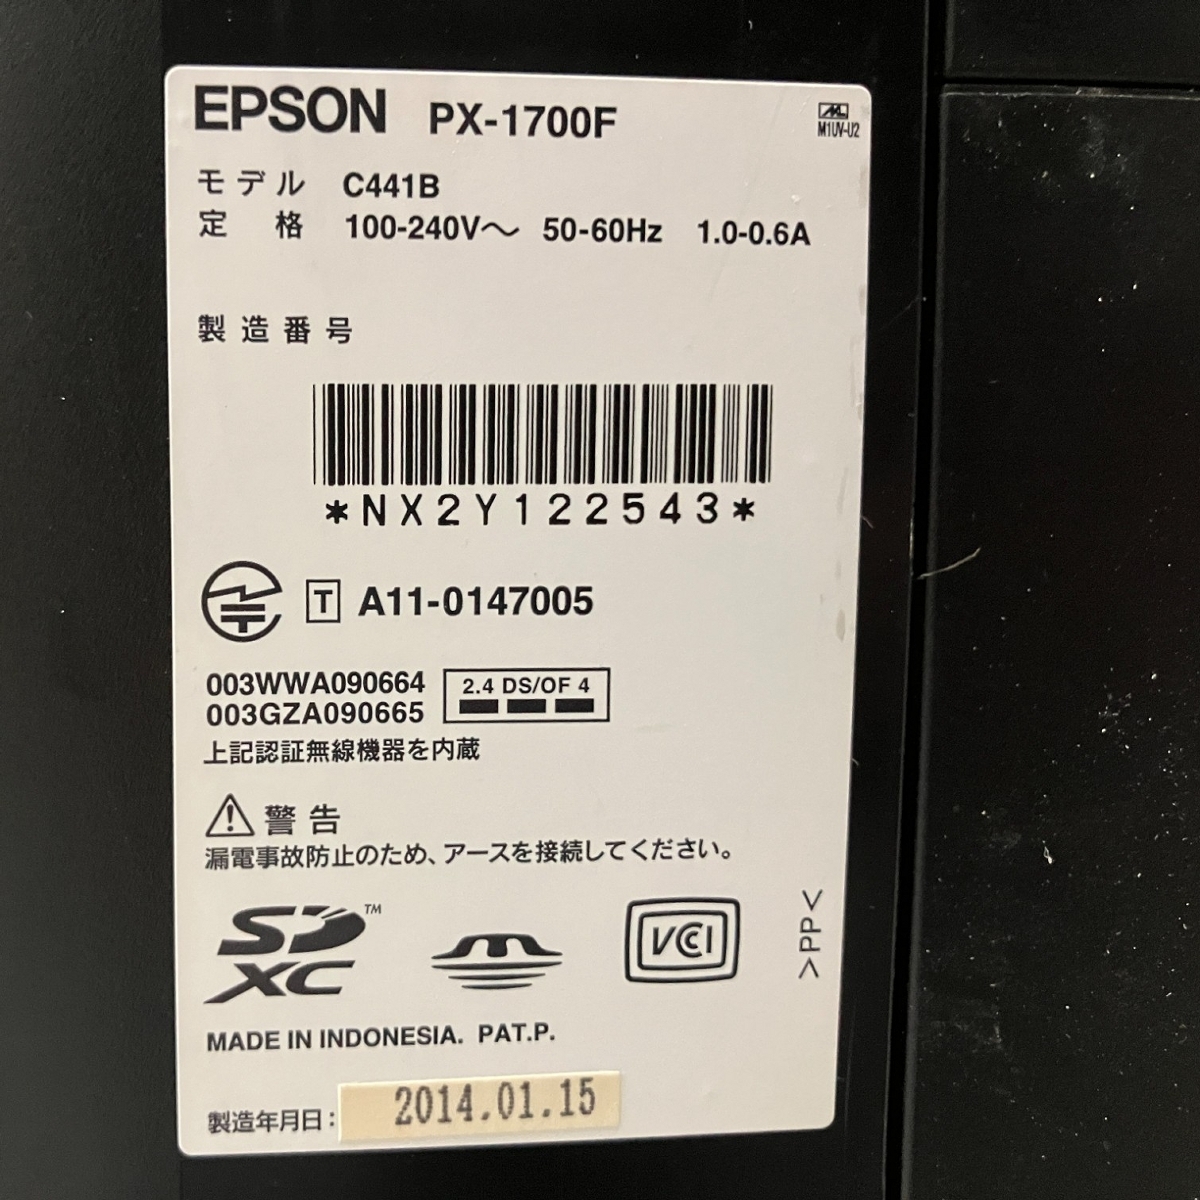 EPSON PX-1700F
M1UV-U2
モデル C441B
定格 100-240V～ 50-60Hz 1.0-0.6A
製造番号
*NX2Y122543*
T A11-0147005
003WWA090664
003GZA090665
2.4 DS/OF 4
上記認証無線機器を内蔵
警告
漏電事故防止のため、アースを接続してください。
SD XC ™
VCCI
>PP<
MADE IN INDONESIA. PAT.P.
製造年月日: 2014.01.15